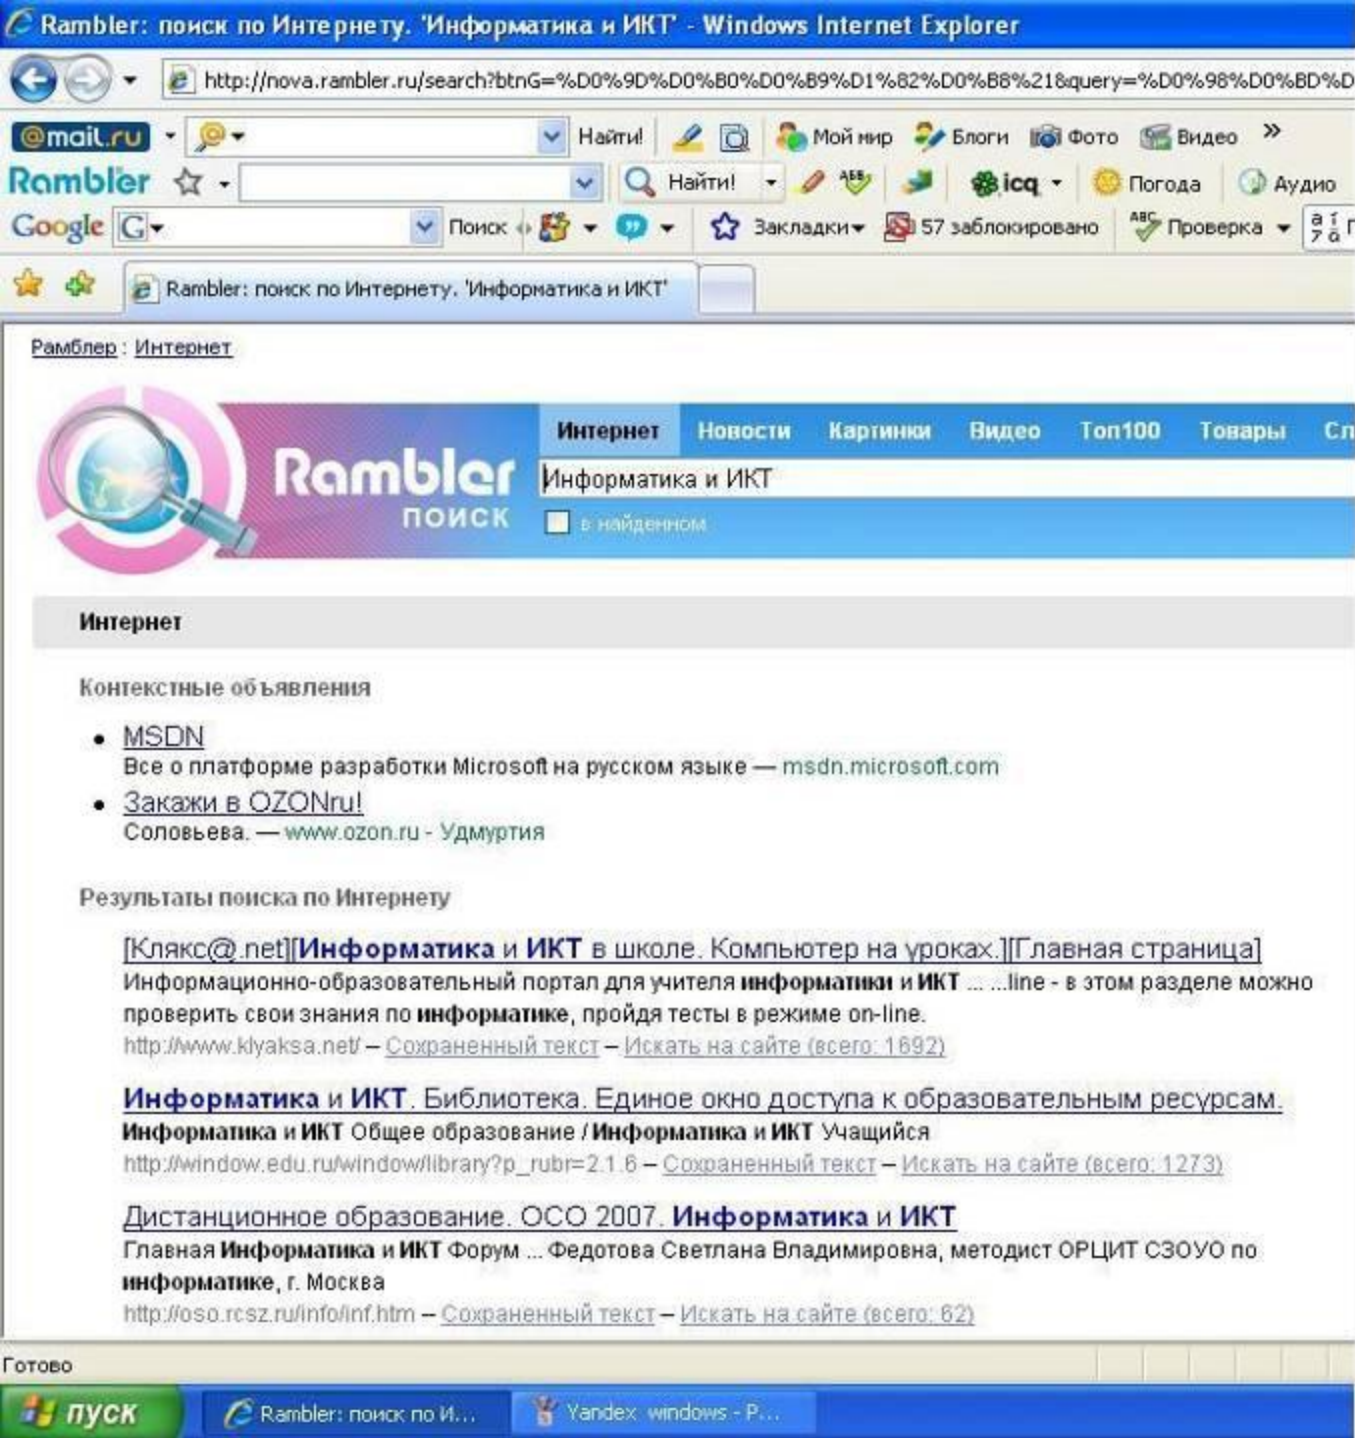 Rambler: поиск по Интернету. 'Информатика и ИКТ' - Windows Internet Explorer
http://nova.rambler.ru/search?btnG=%D0%9D%D0%B0%D0%B9%D1%82%D0%B8%21&query=%D0%98%D0%BD%D
@mail.ru Найти! Мой мир Блоги Фото Видео »
Rambler Найти! ABБ icq Погода Аудио
Google G Поиск Закладки 57 заблокировано ABC Проверка
Rambler: поиск по Интернету. 'Информатика и ИКТ'
Рамблер : Интернет
Интернет Новости Картинки Видео Топ100 Товары Сл
Rambler
Информатика и ИКТ
поиск
в найденном
Интернет
Контекстные объявления
• MSDN
Все о платформе разработки Microsoft на русском языке — msdn.microsoft.com
• Закажи в OZONru!
Соловьева. — www.ozon.ru - Удмуртия
Результаты поиска по Интернету
[Клякс@.net][Информатика и ИКТ в школе. Компьютер на уроках.][Главная страница]
Информационно-образовательный портал для учителя информатики и ИКТ ... ...line - в этом разделе можно
проверить свои знания по информатике, пройдя тесты в режиме on-line.
http://www.klyaksa.net/ – Сохраненный текст – Искать на сайте (всего: 1692)
Информатика и ИКТ. Библиотека. Единое окно доступа к образовательным ресурсам.
Информатика и ИКТ Общее образование / Информатика и ИКТ Учащийся
http://window.edu.ru/window/library?p_rubr=2.1.6 – Сохраненный текст – Искать на сайте (всего: 1273)
Дистанционное образование. ОСО 2007. Информатика и ИКТ
Главная Информатика и ИКТ Форум ... Федотова Светлана Владимировна, методист ОРЦИТ СЗОУО по
информатике, г. Москва
http://oso.rcsz.ru/info/inf.htm – Сохраненный текст – Искать на сайте (всего: 62)
Готово
пуск Rambler: поиск по И... Yandex windows - P...